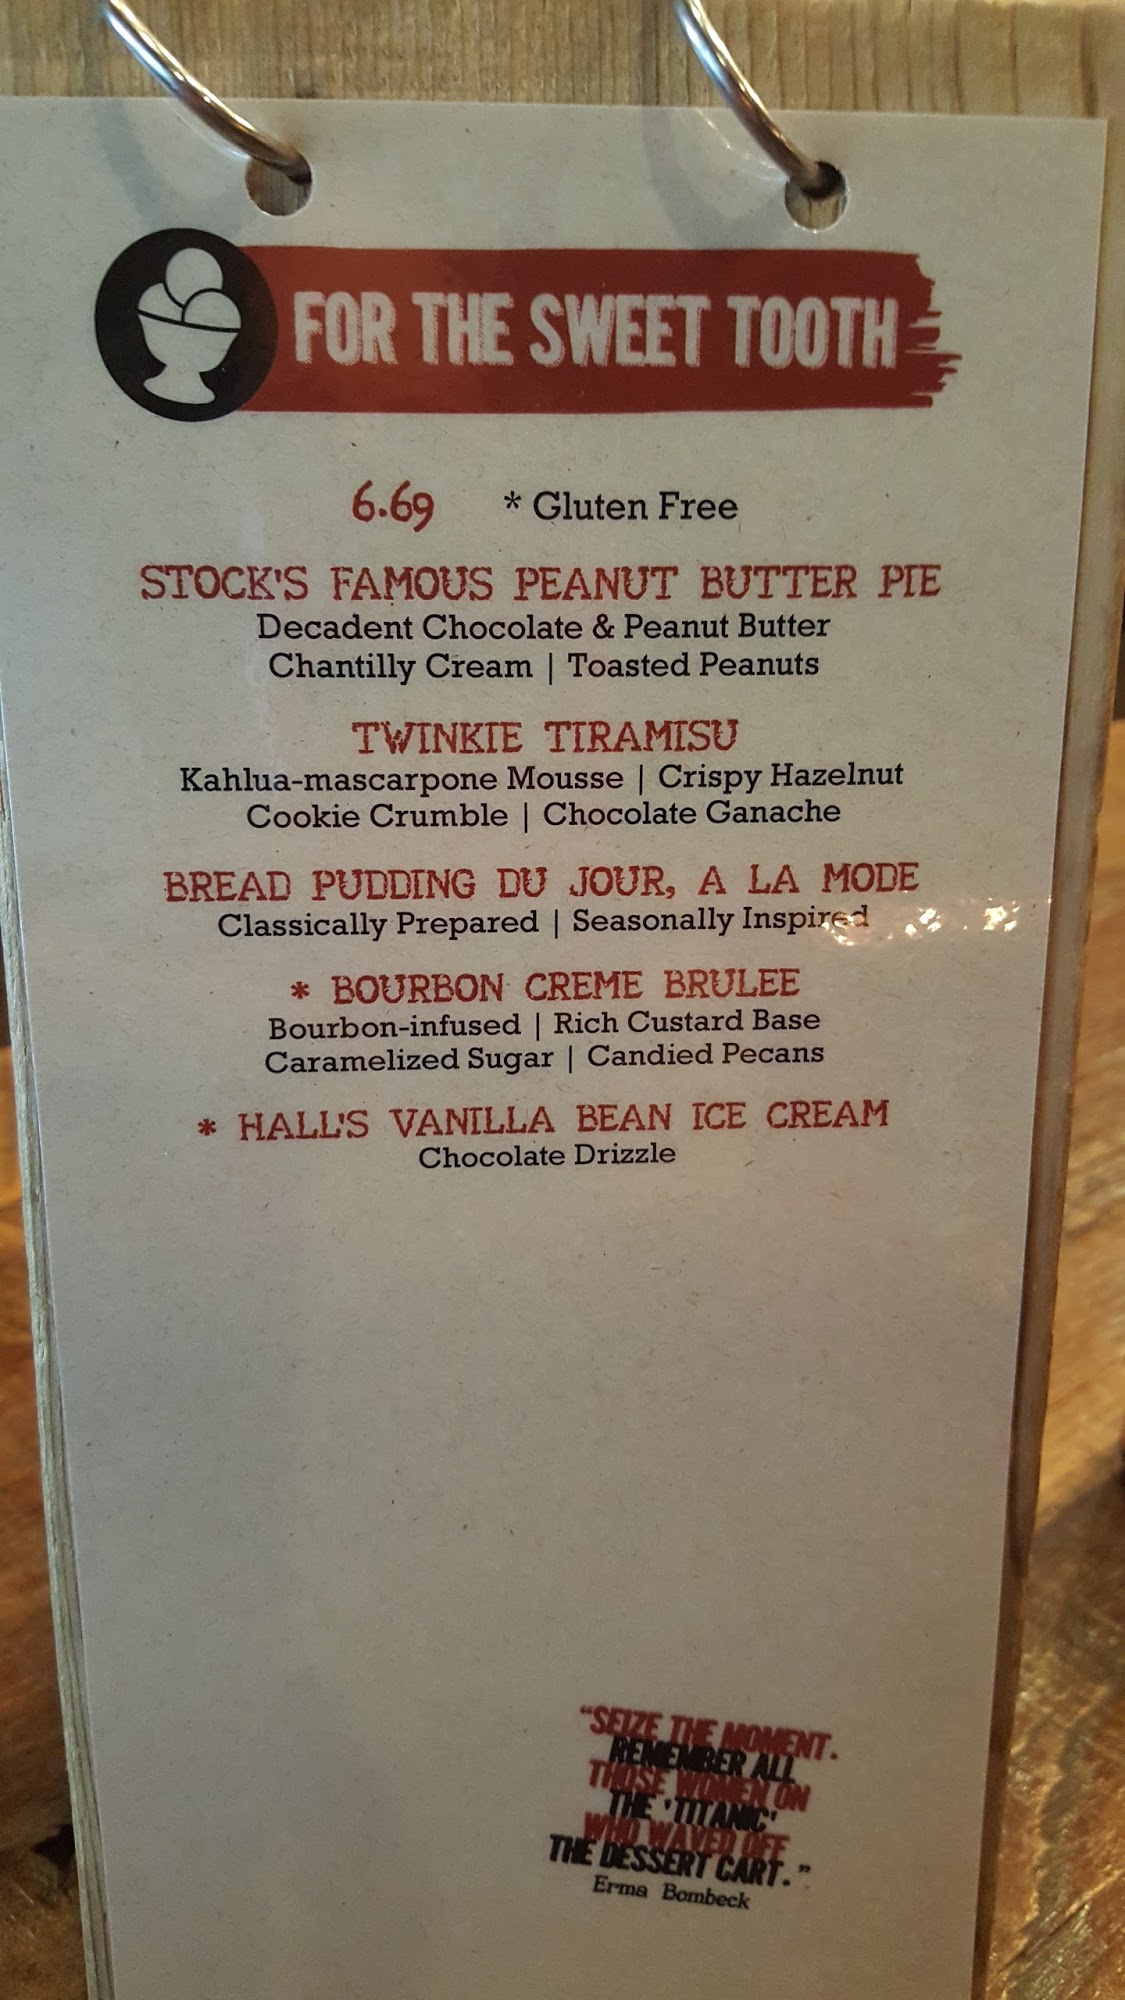 FOR THE SWEET TOOTH
6.69 * Gluten Free
STOCK'S FAMOUS PEANUT BUTTER PIE
Decadent Chocolate & Peanut Butter
Chantilly Cream | Toasted Peanuts
TWINKIE TIRAMISU
Kahlua-mascarpone Mousse | Crispy Hazelnut
Cookie Crumble | Chocolate Ganache
BREAD PUDDING DU JOUR, A LA MODE
Classically Prepared | Seasonally Inspired
* BOURBON CREME BRULEE
Bourbon-infused | Rich Custard Base
Caramelized Sugar | Candied Pecans
* HALL'S VANILLA BEAN ICE CREAM
Chocolate Drizzle
"SEIZE THE MOMENT.
REMEMBER ALL
THOSE WOMEN ON
THE 'TITANIC'
WHO WAVED OFF
THE DESSERT CART."
Erma Bombeck